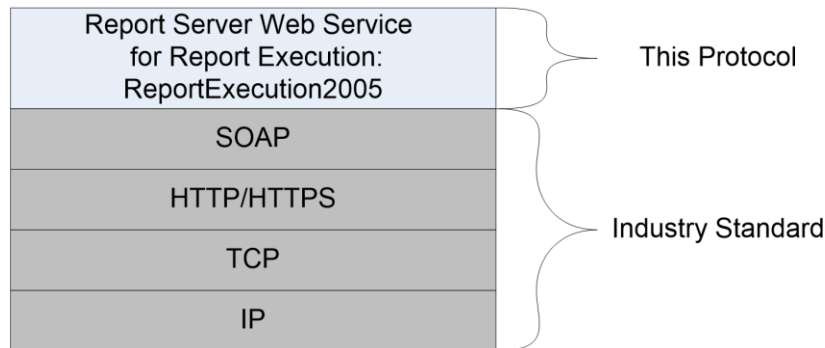 Report Server Web Service
for Report Execution:
ReportExecution2005
This Protocol
SOAP
HTTP/HTTPS
TCP
IP
Industry Standard